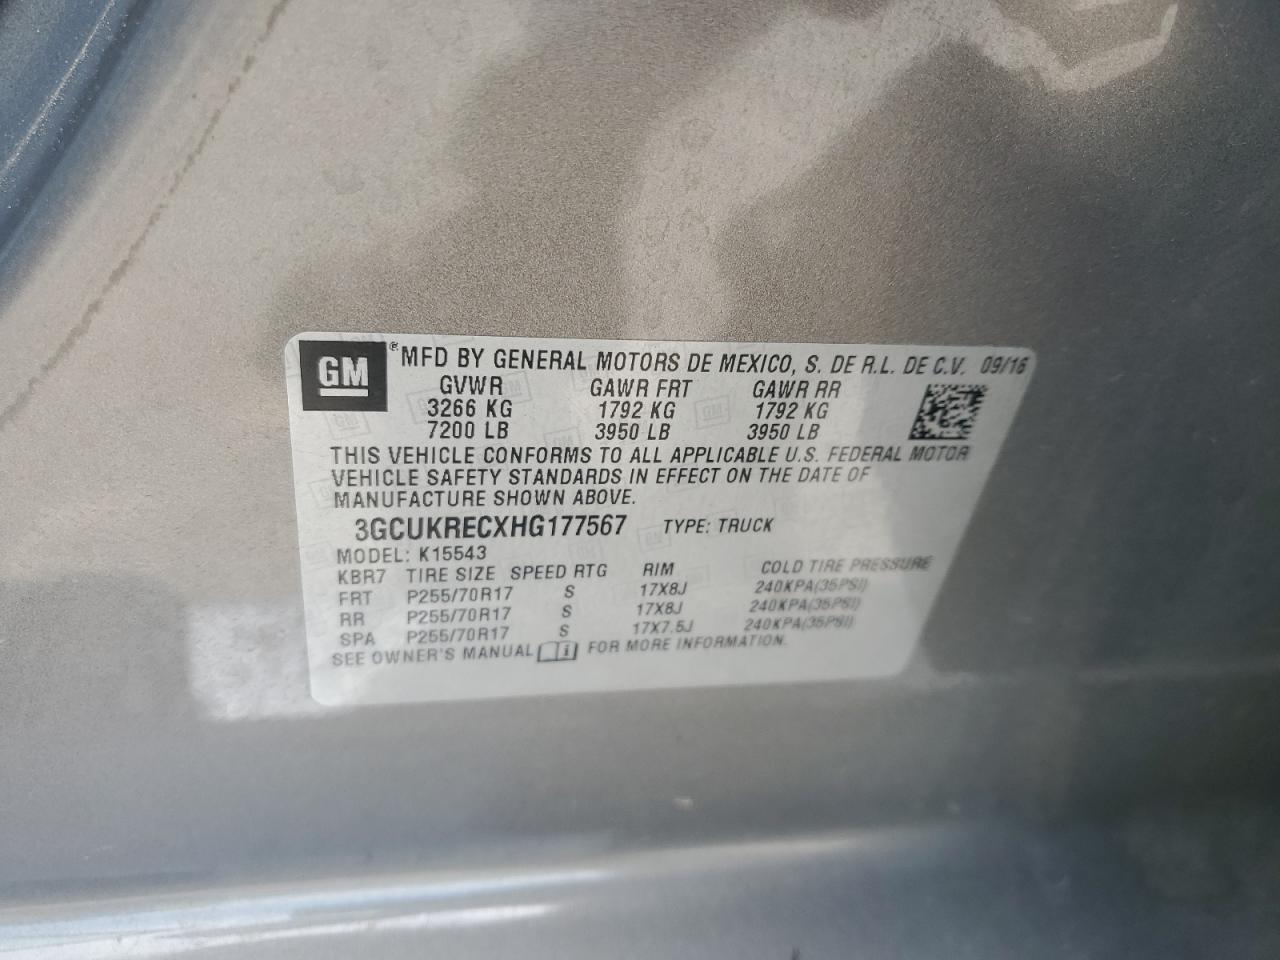 GM ® MFD BY GENERAL MOTORS DE MEXICO, S. DE R.L. DE C.V. 09/16
GVWR GAWR FRT GAWR RR
3266 KG 1792 KG 1792 KG
7200 LB 3950 LB 3950 LB
THIS VEHICLE CONFORMS TO ALL APPLICABLE U.S. FEDERAL MOTOR
VEHICLE SAFETY STANDARDS IN EFFECT ON THE DATE OF
MANUFACTURE SHOWN ABOVE.
3GCUKRECXHG177567 TYPE: TRUCK
MODEL: K15543
KBR7 TIRE SIZE SPEED RTG RIM COLD TIRE PRESSURE
FRT P255/70R17 S 17X8J 240KPA(35PSI)
RR P255/70R17 S 17X8J 240KPA(35PSI)
SPA P255/70R17 S 17X7.5J 240KPA(35PSI)
SEE OWNER'S MANUAL i FOR MORE INFORMATION.